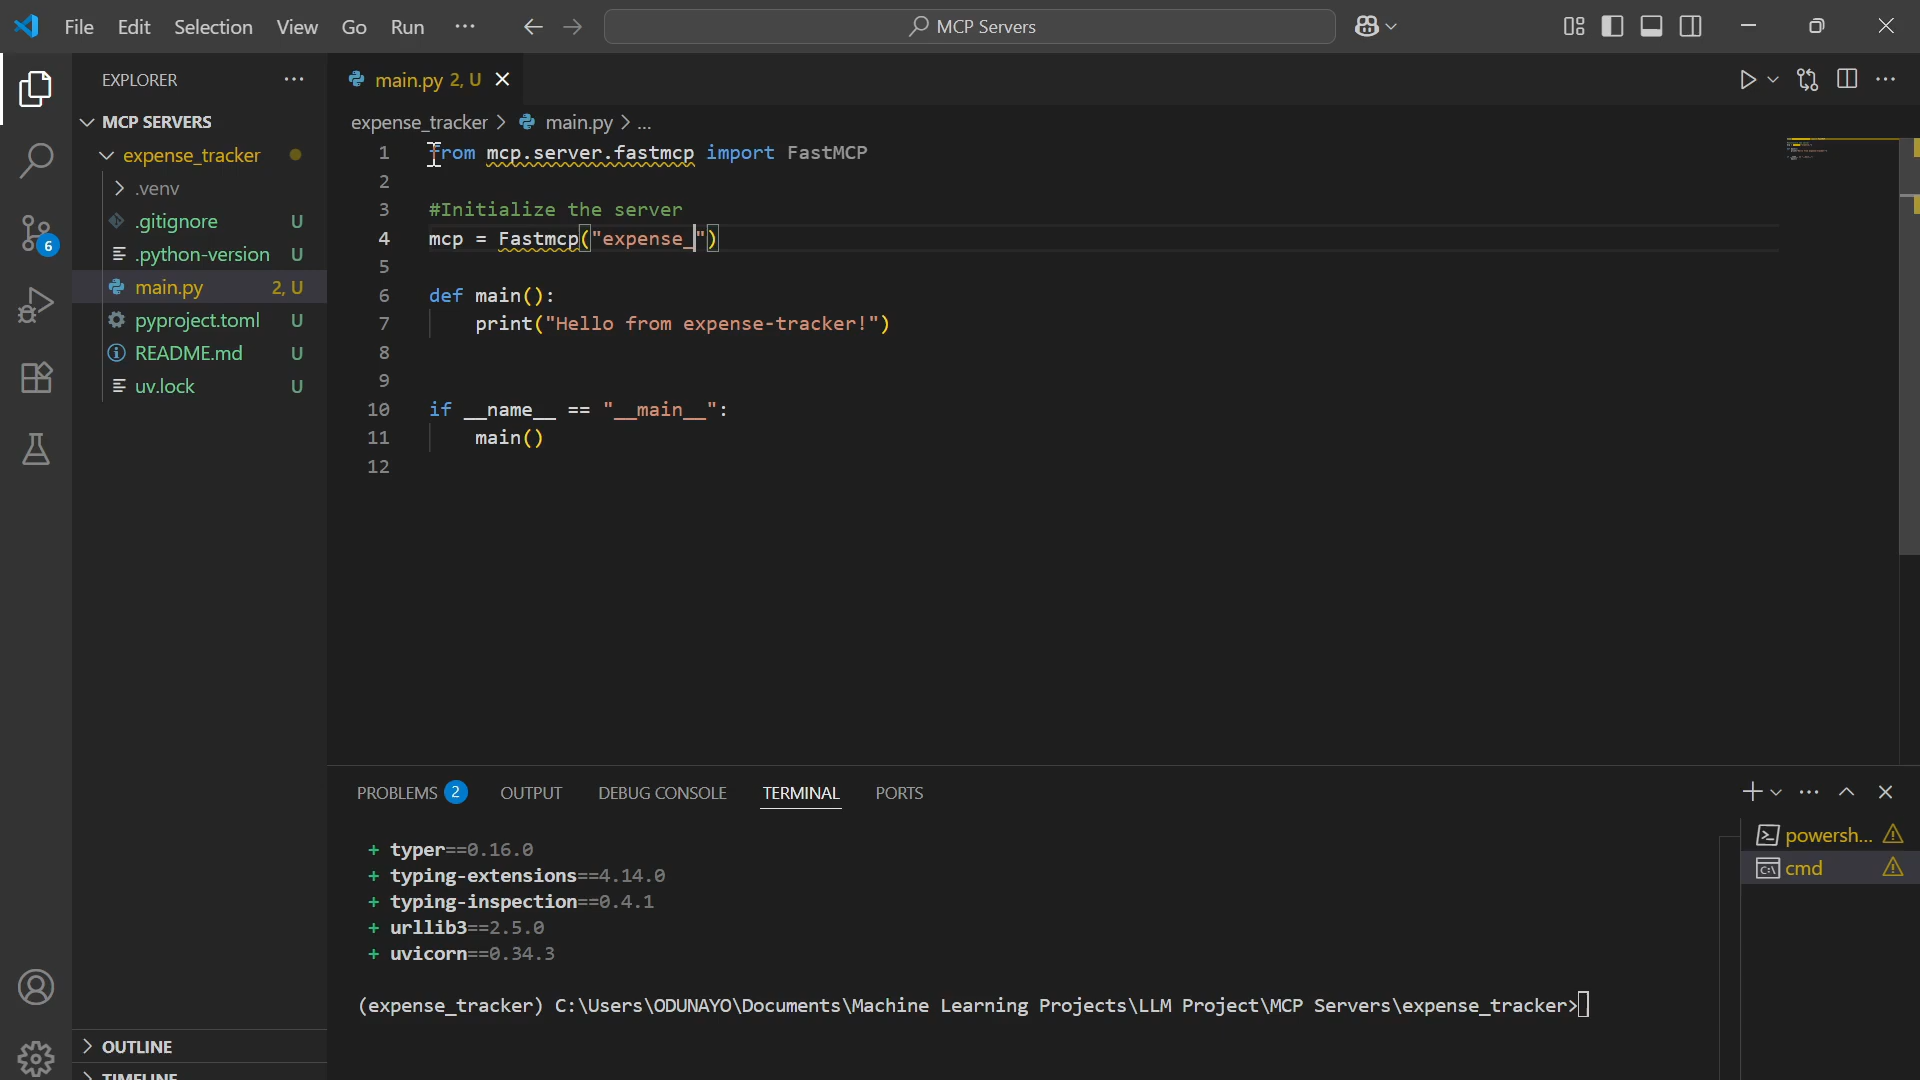 File Edit Selection View Go Run ··· MCP Servers
EXPLORER ···
MCP SERVERS
expense_tracker
.venv
.gitignore U
.python-version U
main.py 2, U
pyproject.toml U
README.md U
uv.lock U
6
OUTLINE
TIMELINE
main.py 2, U
expense_tracker > main.py > ...
1 from mcp.server.fastmcp import FastMCP
2
3 #Initialize the server
4 mcp = Fastmcp("expense_")
5
6 def main():
7     print("Hello from expense-tracker!")
8
9
10 if __name__ == "__main__":
11     main()
12
PROBLEMS 2 OUTPUT DEBUG CONSOLE TERMINAL PORTS
+ typer==0.16.0
+ typing-extensions==4.14.0
+ typing-inspection==0.4.1
+ urllib3==2.5.0
+ uvicorn==0.34.3
(expense_tracker) C:\Users\ODUNAYO\Documents\Machine Learning Projects\LLM Project\MCP Servers\expense_tracker>
powersh...
cmd